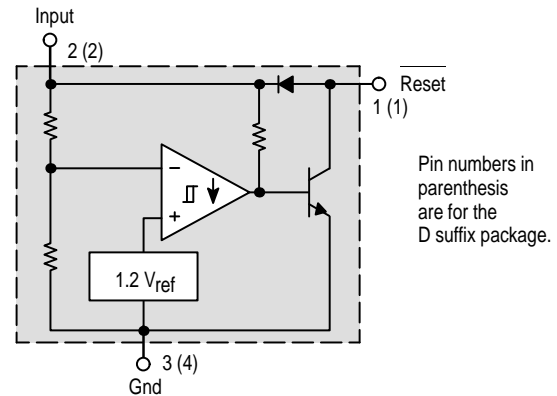 Input
2 (2)
Reset
1 (1)
Pin numbers in
parenthesis
are for the
D suffix package.
−
+
1.2 Vref
3 (4)
Gnd